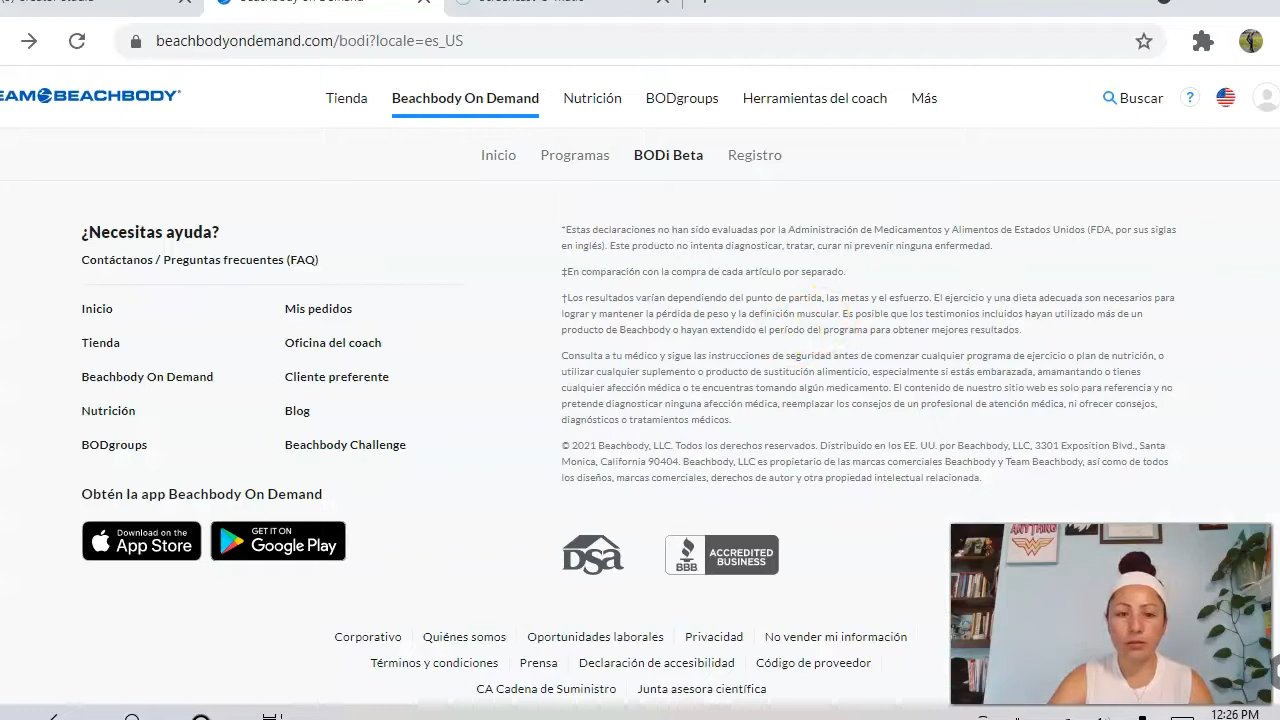 Beachbody On Demand
beachbodyondemand.com/bodi?locale=es_US
TEAM BEACHBODY
Tienda
Beachbody On Demand
Nutrición
BODgroups
Herramientas del coach
Más
Buscar
?
Inicio
Programas
BODi Beta
Registro
¿Necesitas ayuda?
Contáctanos / Preguntas frecuentes (FAQ)
Inicio
Mis pedidos
Tienda
Oficina del coach
Beachbody On Demand
Cliente preferente
Nutrición
Blog
BODgroups
Beachbody Challenge
Obtén la app Beachbody On Demand
Download on the
App Store
GET IT ON
Google Play
*Estas declaraciones no han sido evaluadas por la Administración de Medicamentos y Alimentos de Estados Unidos (FDA, por sus siglas
en inglés). Este producto no intenta diagnosticar, tratar, curar ni prevenir ninguna enfermedad.
‡En comparación con la compra de cada artículo por separado.
†Los resultados varían dependiendo del punto de partida, las metas y el esfuerzo. El ejercicio y una dieta adecuada son necesarios para
lograr y mantener la pérdida de peso y la definición muscular. Es posible que los testimonios incluidos hayan utilizado más de un
producto de Beachbody o hayan extendido el período del programa para obtener mejores resultados.
Consulta a tu médico y sigue las instrucciones de seguridad antes de comenzar cualquier programa de ejercicio o plan de nutrición, o
utilizar cualquier suplemento o producto de sustitución alimenticio, especialmente si estás embarazada, amamantando o tienes
cualquier afección médica o te encuentras tomando algún medicamento. El contenido de nuestro sitio web es solo para referencia y no
pretende diagnosticar ninguna afección médica, reemplazar los consejos de un profesional de atención médica, ni ofrecer consejos,
diagnósticos o tratamientos médicos.
© 2021 Beachbody, LLC. Todos los derechos reservados. Distribuido en los EE. UU. por Beachbody, LLC, 3301 Exposition Blvd., Santa
Monica, California 90404. Beachbody, LLC es propietario de las marcas comerciales Beachbody y Team Beachbody, así como de todos
los diseños, marcas comerciales, derechos de autor y otra propiedad intelectual relacionada.
DSA
BBB
ACCREDITED
BUSINESS
ANYTHING
Corporativo
Quiénes somos
Oportunidades laborales
Privacidad
No vender mi información
Términos y condiciones
Prensa
Declaración de accesibilidad
Código de proveedor
CA Cadena de Suministro
Junta asesora científica
12:26 PM